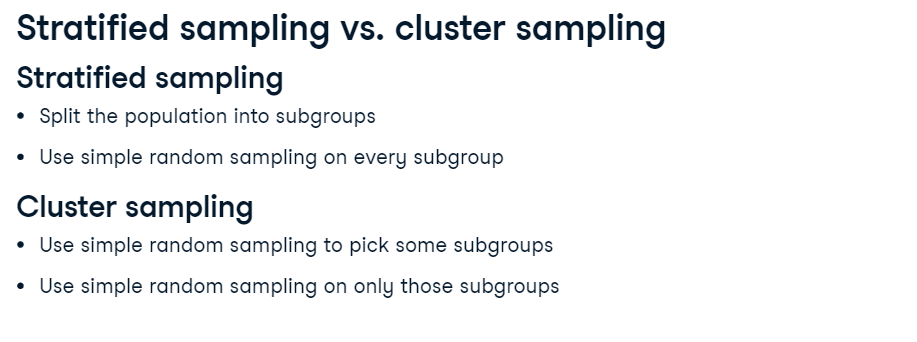 Stratified sampling vs. cluster sampling
Stratified sampling
• Split the population into subgroups
• Use simple random sampling on every subgroup
Cluster sampling
• Use simple random sampling to pick some subgroups
• Use simple random sampling on only those subgroups